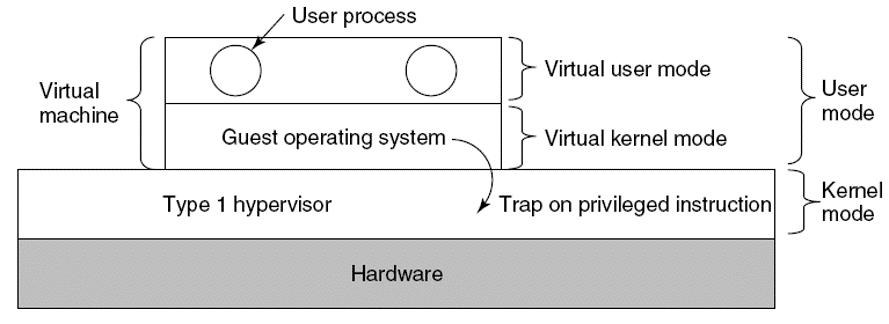 User process
Virtual user mode
Virtual
machine
User
mode
Guest operating system
Virtual kernel mode
Type 1 hypervisor
Trap on privileged instruction
Kernel
mode
Hardware